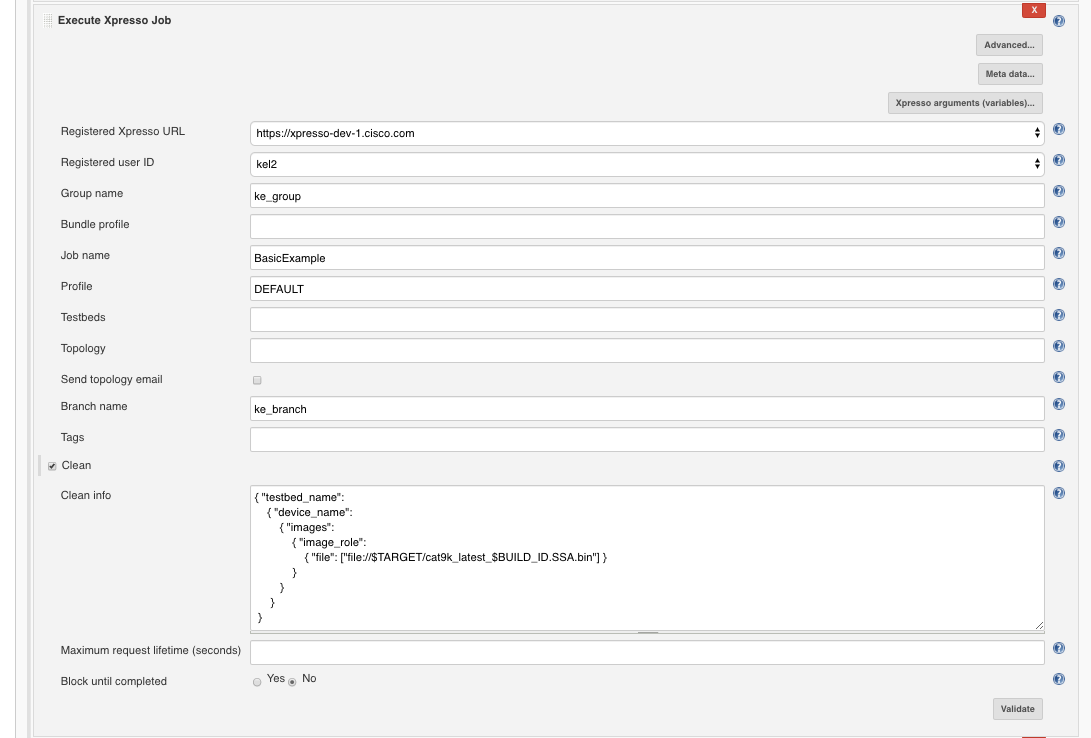 Execute Xpresso Job
X
Advanced...
Meta data...
Xpresso arguments (variables)...
Registered Xpresso URL
https://xpresso-dev-1.cisco.com
Registered user ID
kel2
Group name
ke_group
Bundle profile
Job name
BasicExample
Profile
DEFAULT
Testbeds
Topology
Send topology email
Branch name
ke_branch
Tags
Clean
Clean info
{ "testbed_name":
{ "device_name":
{ "images":
{ "image_role":
{ "file": ["file://$TARGET/cat9k_latest_$BUILD_ID.SSA.bin"] }
}
}
}
}
Maximum request lifetime (seconds)
Block until completed
Yes No
Validate